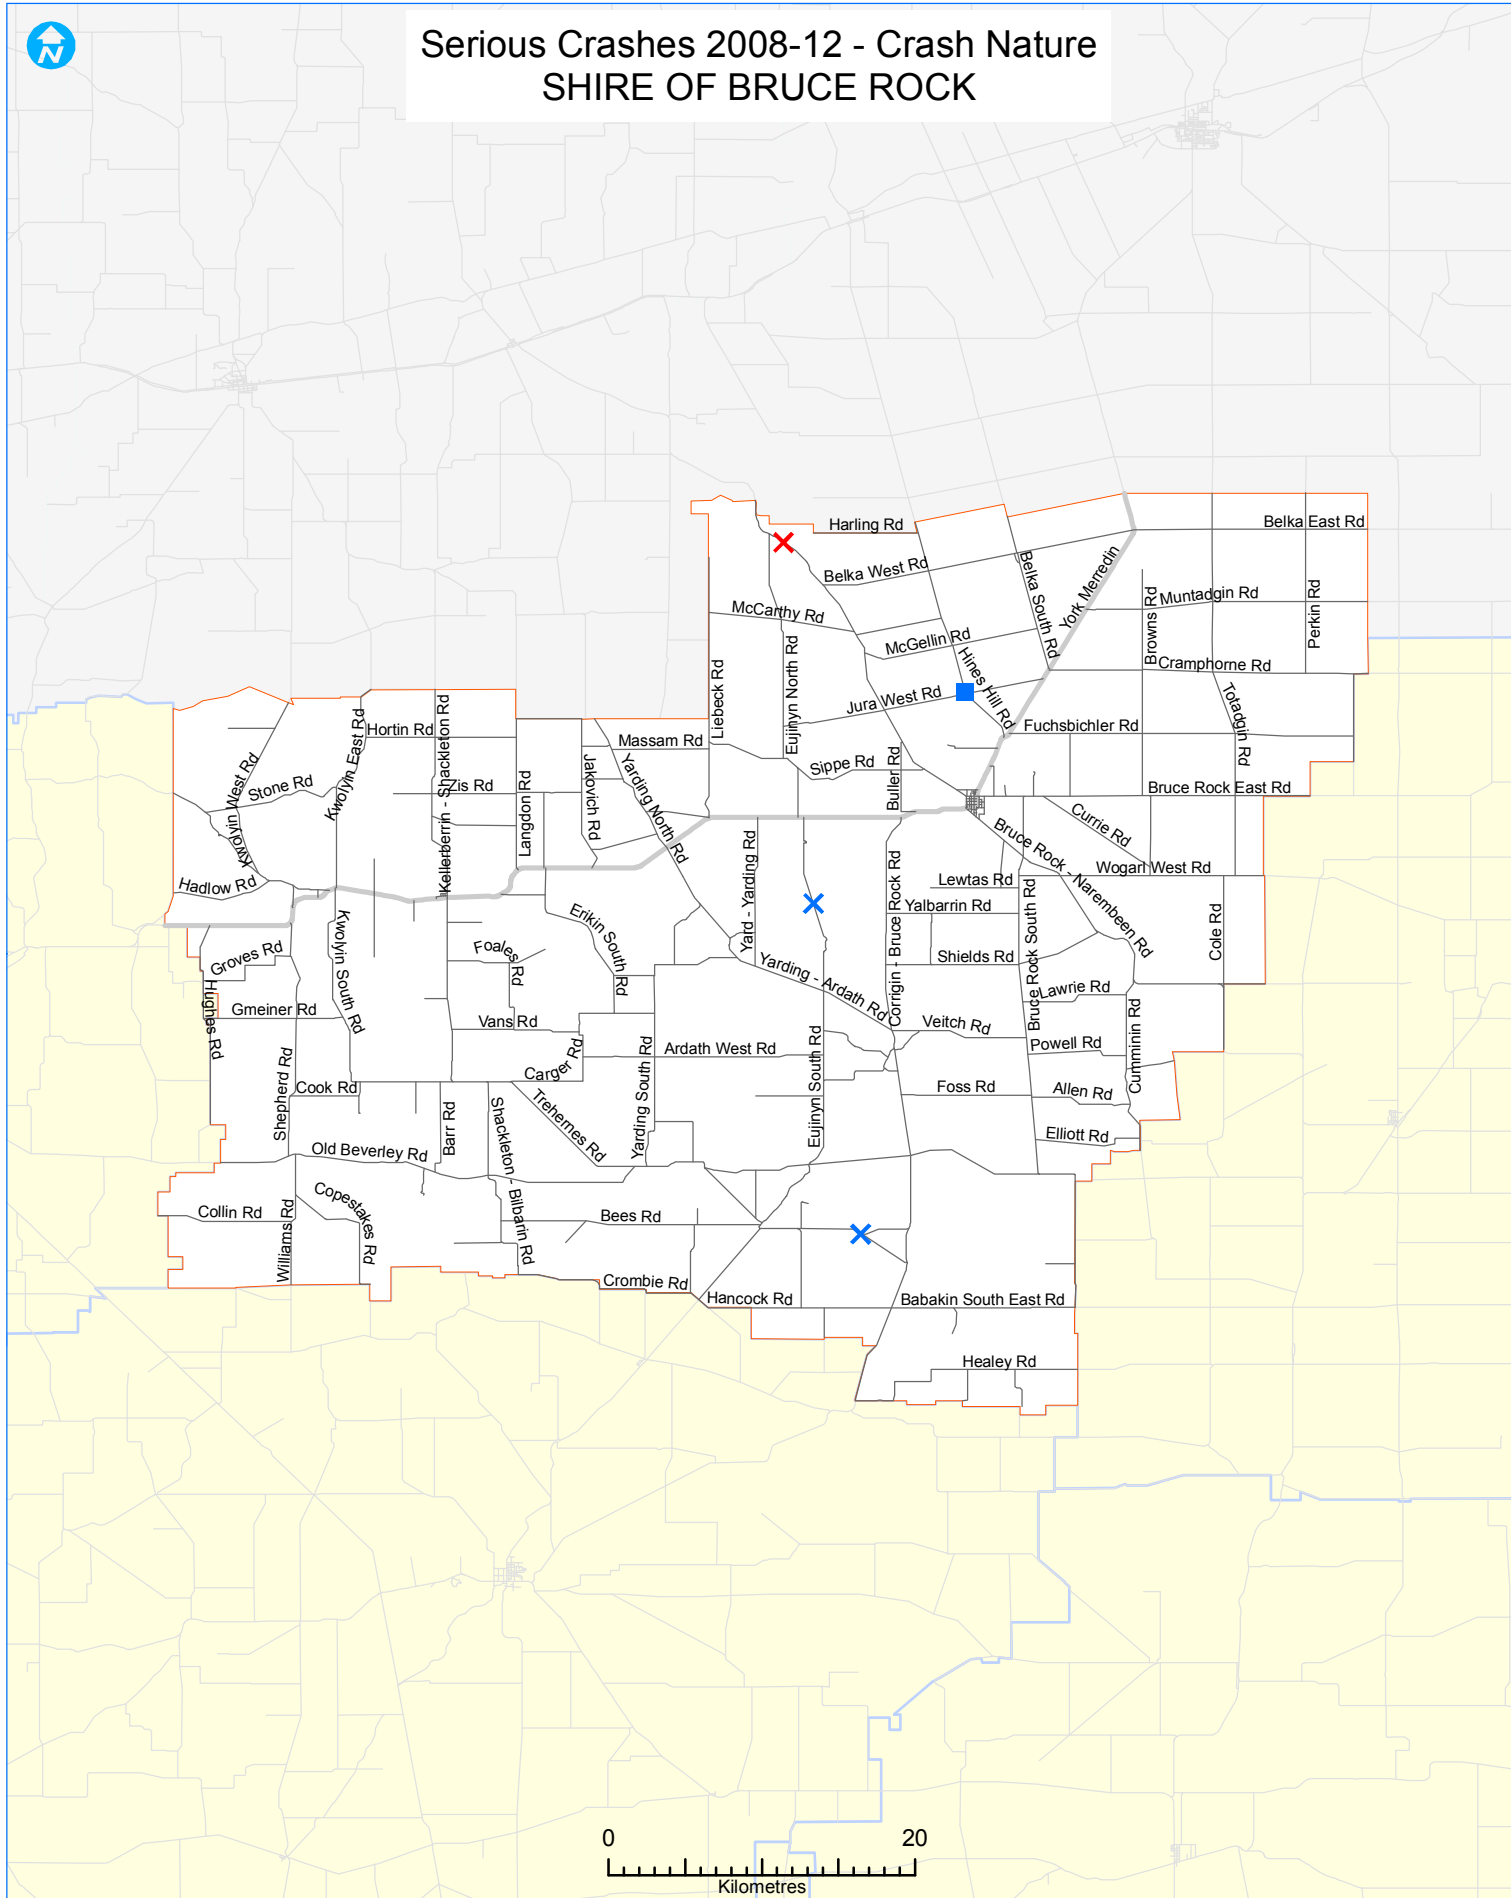 N
Serious Crashes 2008-12 - Crash Nature
SHIRE OF BRUCE ROCK
Harling Rd
Belka East Rd
Belka West Rd
Belka South Rd
York Merredin
Browns Rd
Muntadgin Rd
Perkin Rd
McCarthy Rd
McGellin Rd
Eujinyn North Rd
Liebeck Rd
Hines Hill Rd
Cramphorne Rd
Jura West Rd
Totadgin Rd
Fuchsbichler Rd
Kwolyin East Rd
Hortin Rd
Kellerberrin - Shackleton Rd
Massam Rd
Sippe Rd
Buller Rd
Kwolyin West Rd
Stone Rd
Zis Rd
Langdon Rd
Jakovich Rd
Yarding North Rd
Bruce Rock East Rd
Currie Rd
Bruce Rock - Narembeen Rd
Wogarl West Rd
Hadlow Rd
Yard - Yarding Rd
Corrigin - Bruce Rock Rd
Lewtas Rd
Yalbarrin Rd
Bruce Rock South Rd
Cole Rd
Kwolyin South Rd
Erikin South Rd
Foales Rd
Groves Rd
Shields Rd
Yarding - Ardath Rd
Lawrie Rd
Hughes Rd
Gmeiner Rd
Vans Rd
Veitch Rd
Cumminin Rd
Powell Rd
Ardath West Rd
Eujinyn South Rd
Yarding South Rd
Carger Rd
Shepherd Rd
Cook Rd
Foss Rd
Allen Rd
Barr Rd
Shackleton - Bilbarin Rd
Trehernes Rd
Elliott Rd
Old Beverley Rd
Copestakes Rd
Collin Rd
Williams Rd
Bees Rd
Crombie Rd
Hancock Rd
Babakin South East Rd
Healey Rd
0 20
Kilometres